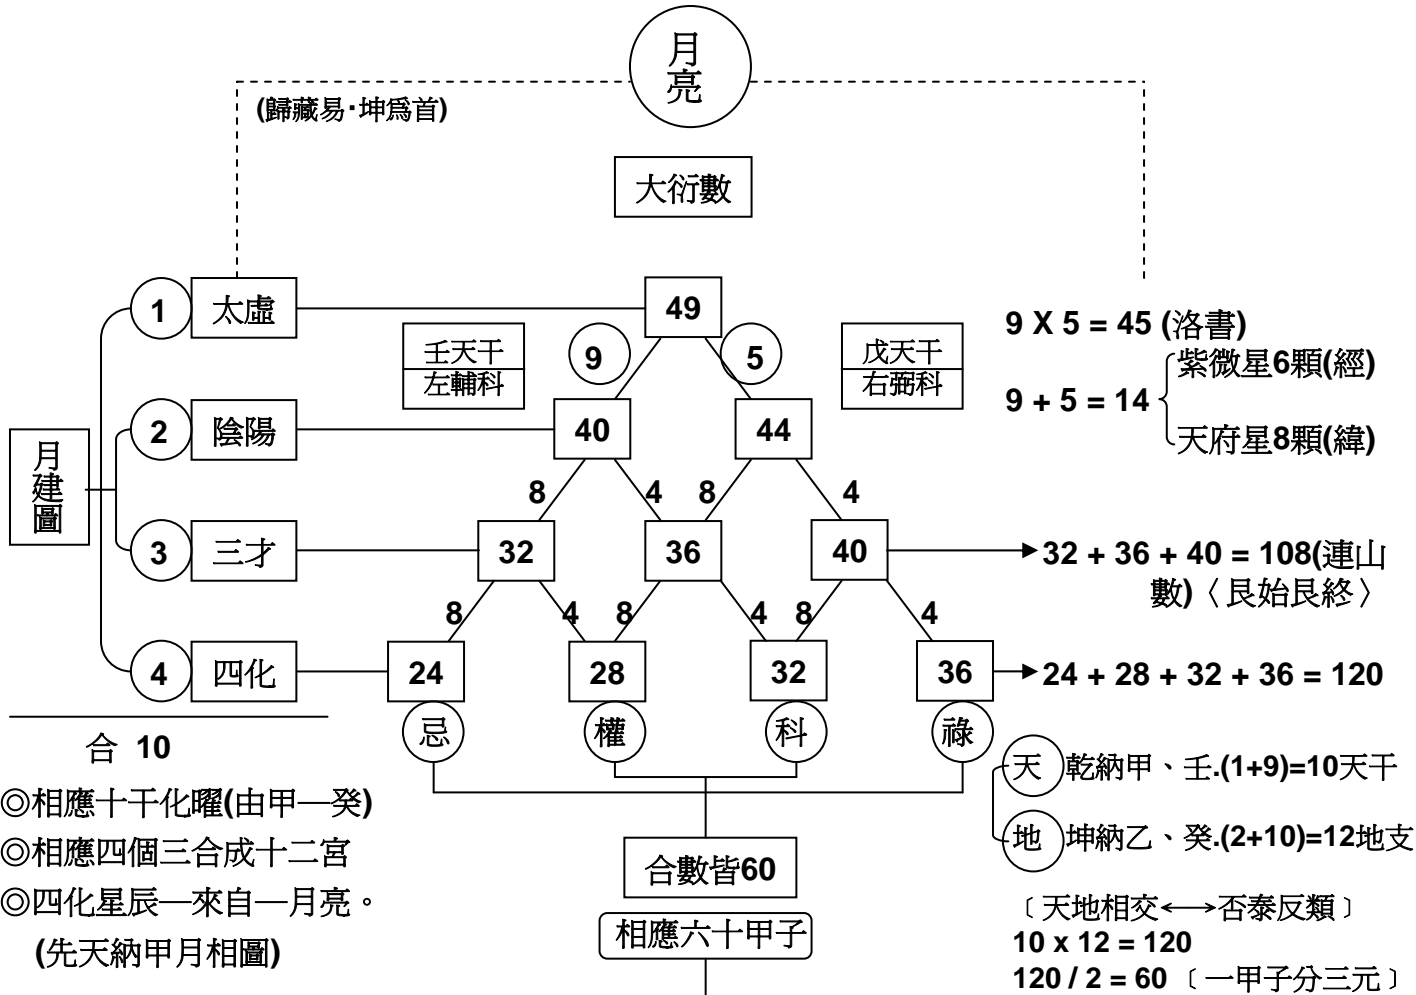 月亮
(歸藏易·坤爲首)
大衍數
1 太虛
49
9 X 5 = 45 (洛書)
壬天干
左輔科
9
5
戊天干
右弼科
紫微星6顆(經)
9 + 5 = 14
天府星8顆(緯)
2 陰陽
40
44
月建圖
8
4
8
4
3 三才
32
36
40
32 + 36 + 40 = 108(連山
數)〈艮始艮終〉
8
4
8
4
8
4
4 四化
24
28
32
36
24 + 28 + 32 + 36 = 120
忌
權
科
祿
合 10
天 乾納甲、壬.(1+9)=10天干
◎相應十干化曜(由甲—癸)
地 坤納乙、癸.(2+10)=12地支
◎相應四個三合成十二宮
合數皆60
◎四化星辰—來自—月亮。
〔天地相交←→否泰反類〕
相應六十甲子
(先天納甲月相圖)
10 x 12 = 120
120 / 2 = 60 〔一甲子分三元〕